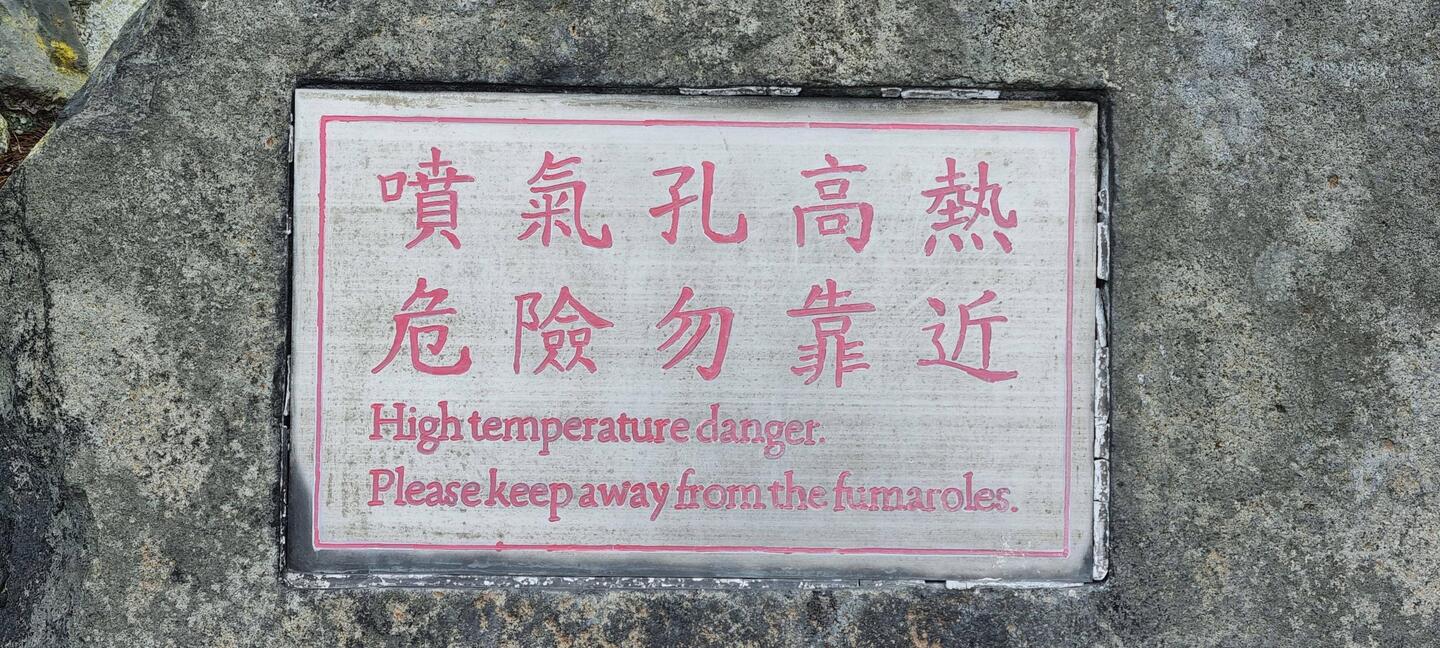 噴氣孔高熱
危險勿靠近
High temperature danger.
Please keep away from the fumaroles.